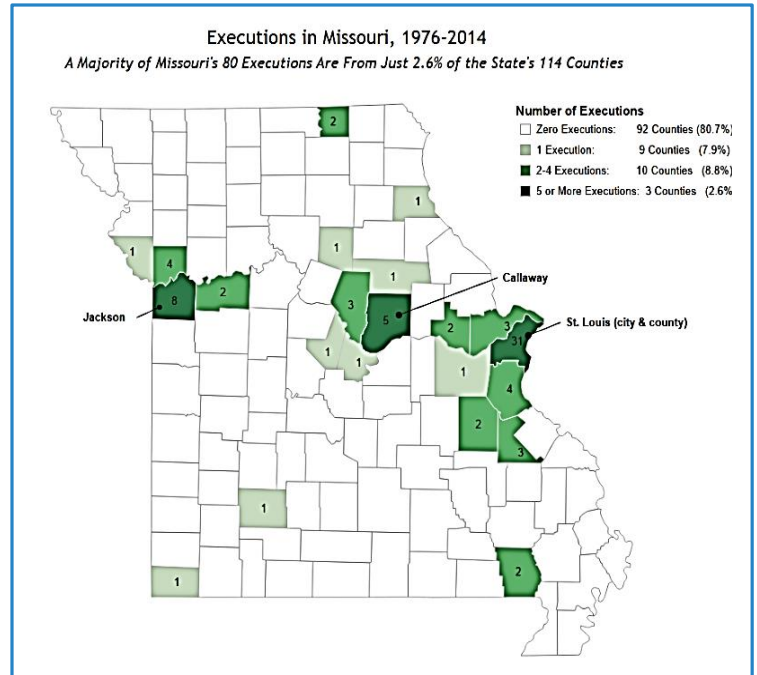 Executions in Missouri, 1976-2014
A Majority of Missouri's 80 Executions Are From Just 2.6% of the State's 114 Counties
Number of Executions
Zero Executions: 92 Counties (80.7%)
1 Execution: 9 Counties (7.9%)
2-4 Executions: 10 Counties (8.8%)
5 or More Executions: 3 Counties (2.6%
2
1
1
1
4
1
Callaway
8
2
3
5
Jackson
St. Louis (city & county)
2
3
31
1
1
1
4
2
3
1
2
1